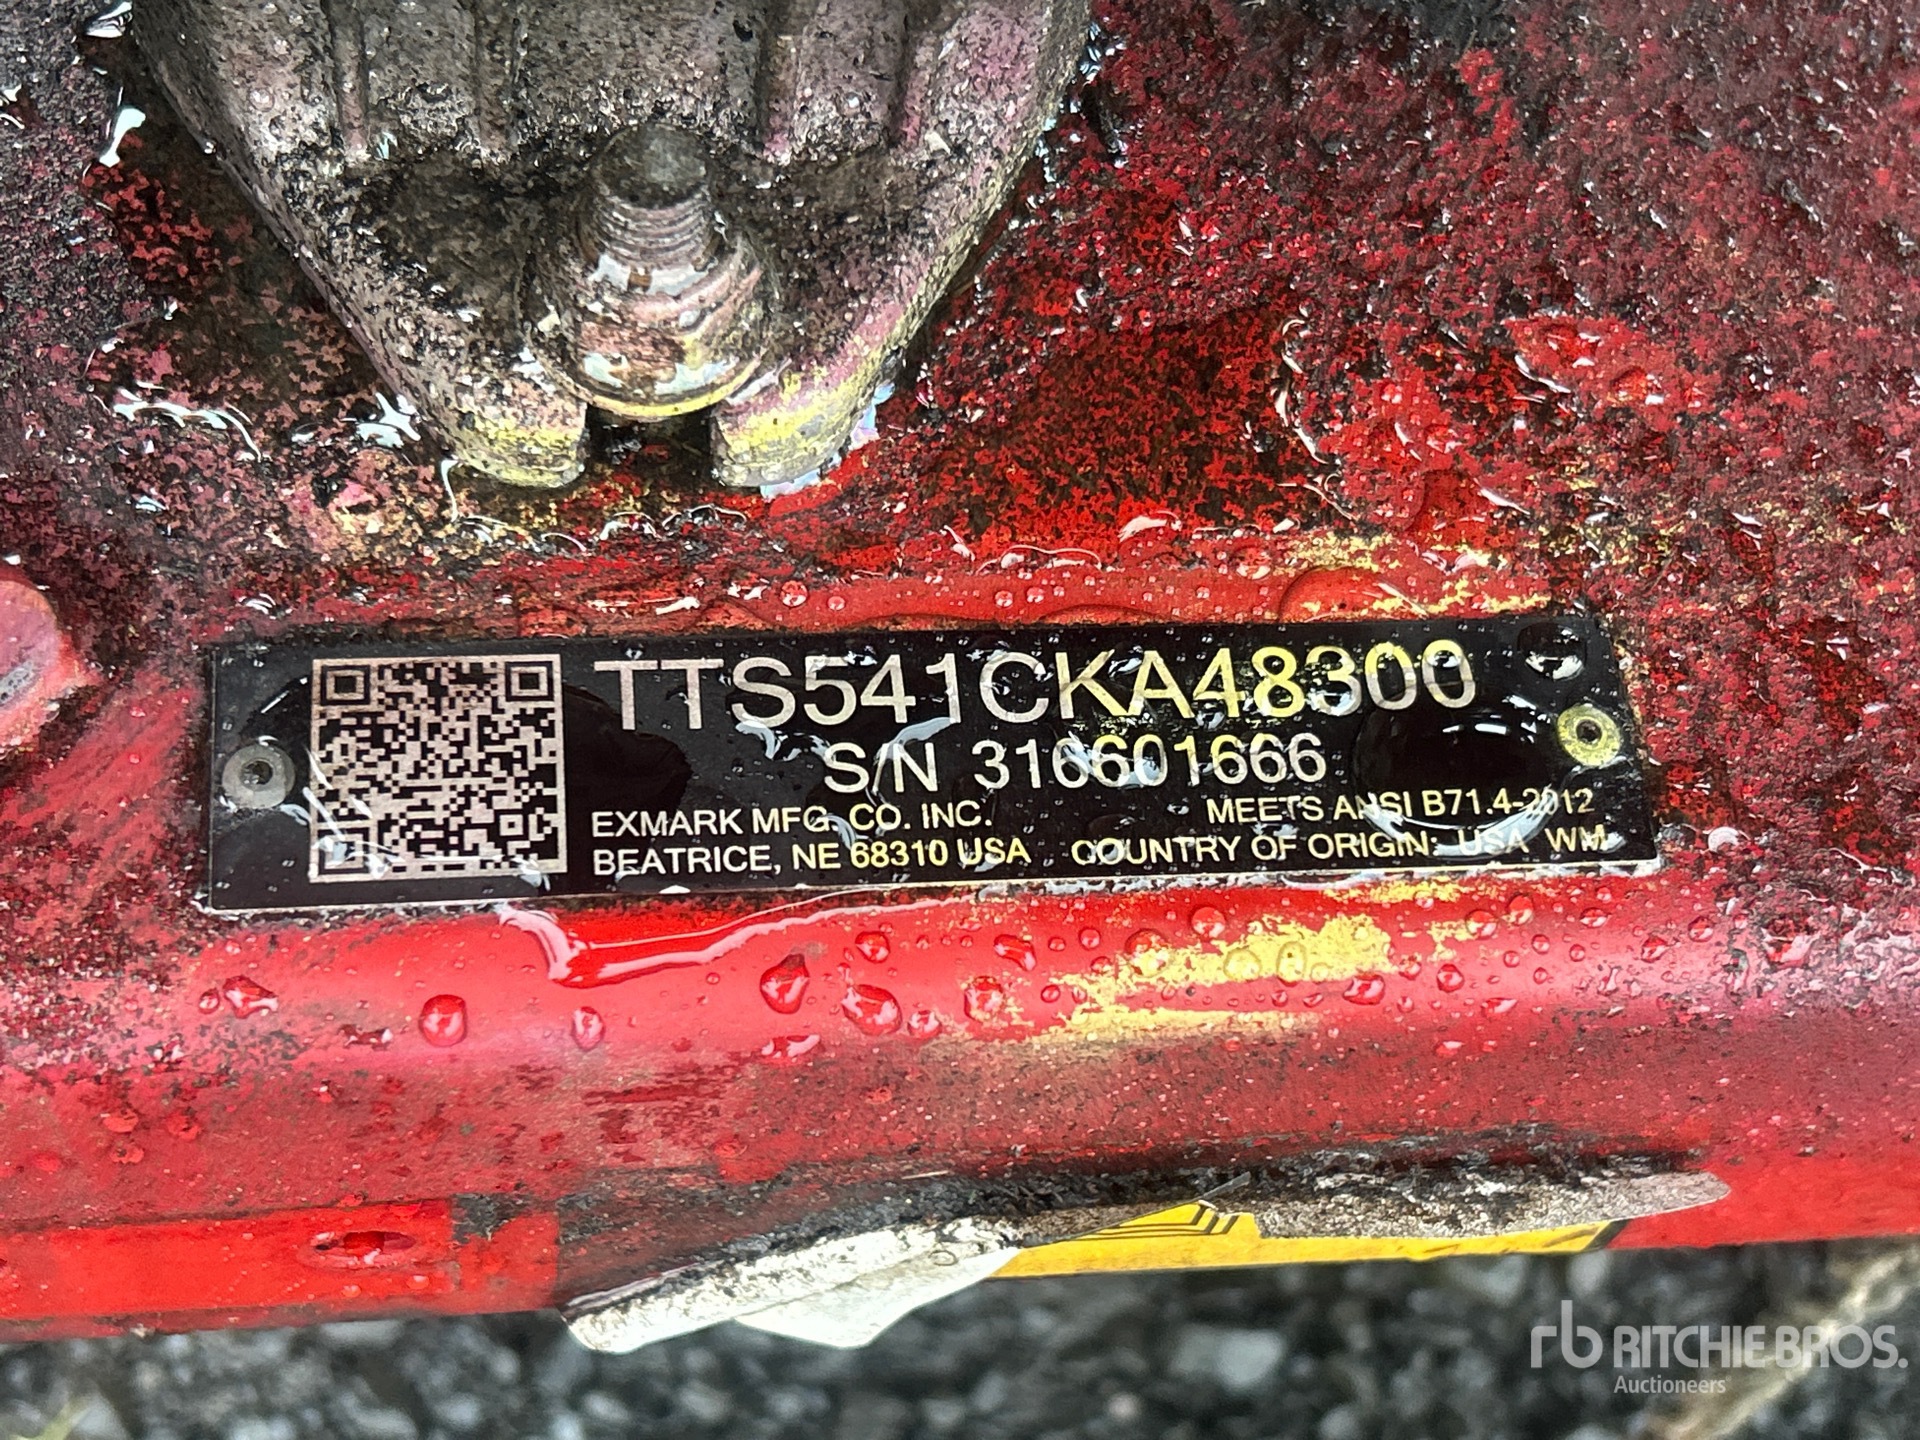 TTS541CKA48300
S/N 316601666
EXMARK MFG. CO. INC. MEETS ANSI B71.4-2012
BEATRICE, NE 68310 USA COUNTRY OF ORIGIN: USA WM
rb RITCHIE BROS.
Auctioneers